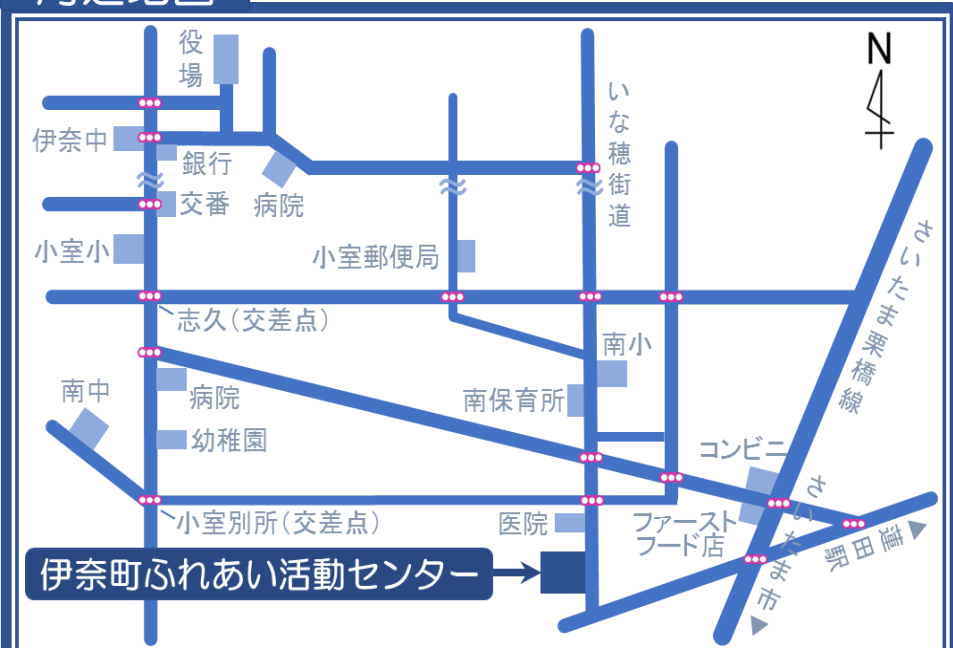 周辺地図
N
役場
伊奈中
銀行
交番
病院
小室小
小室郵便局
いな穂街道
さいたま栗橋線
志久（交差点）
南小
南中
病院
南保育所
幼稚園
コンビニ
小室別所（交差点）
医院
ファースト
フード店
さいたま市
蓮田駅
伊奈町ふれあい活動センター